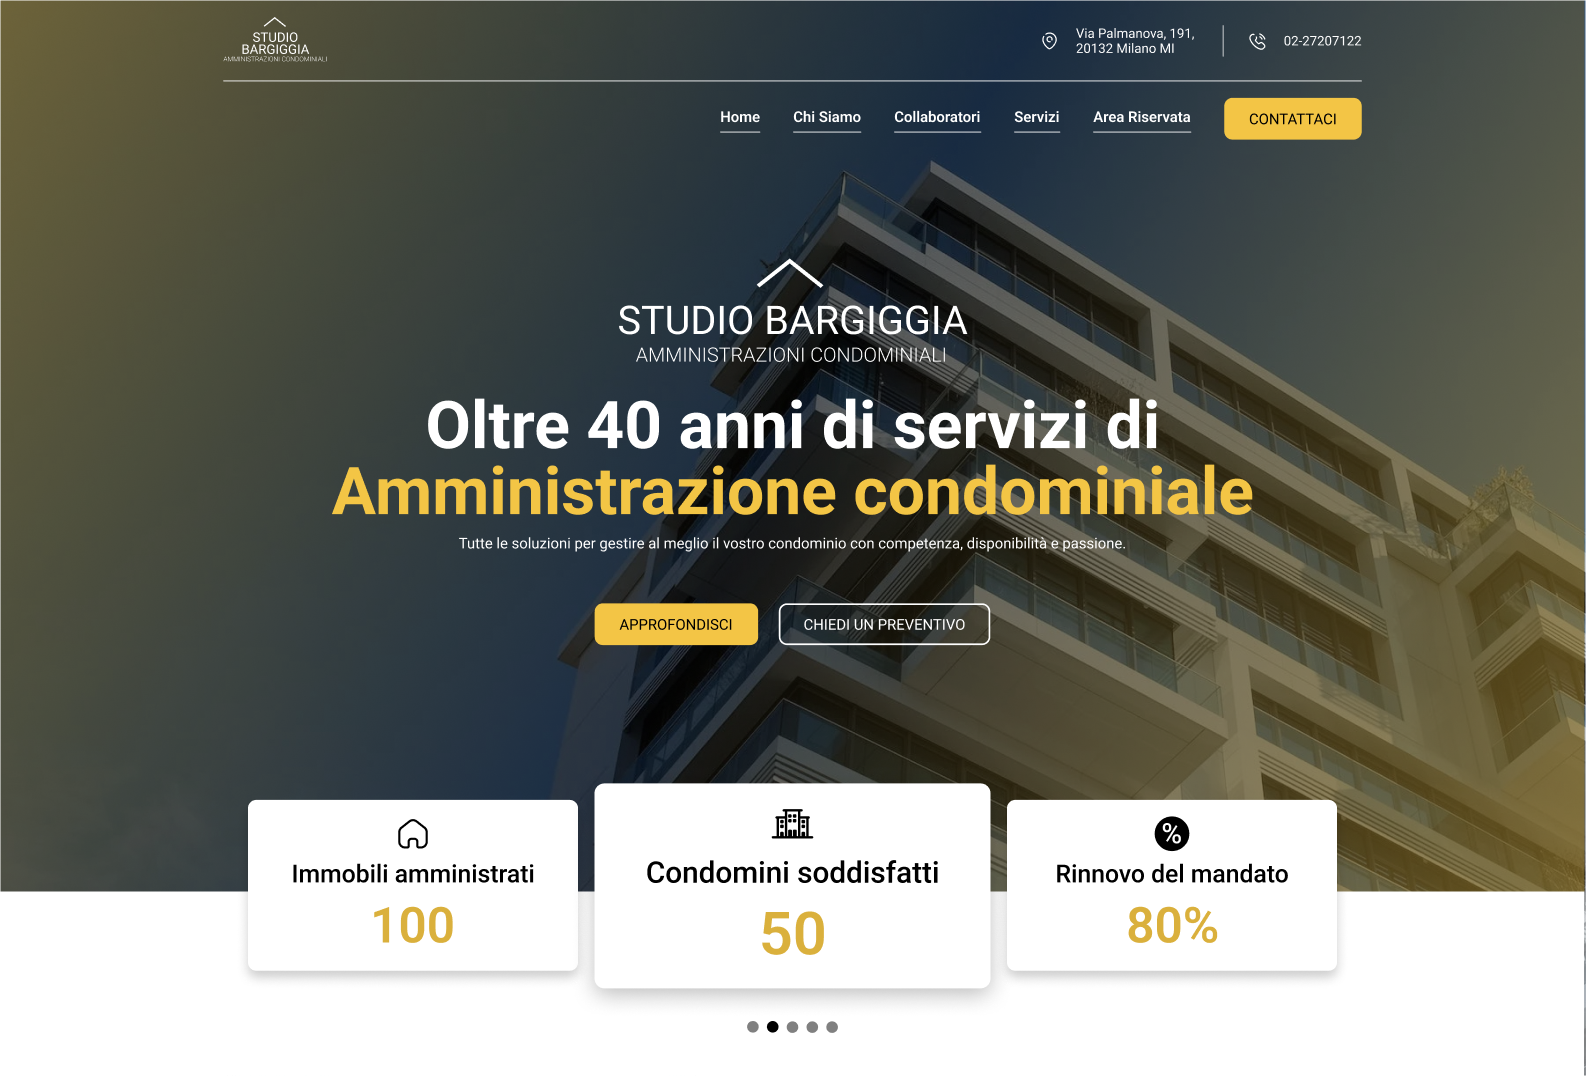 STUDIO
BARGIGGIA
AMMINISTRAZIONI CONDOMINIALI
Via Palmanova, 191,
20132 Milano MI
02-27207122
Home
Chi Siamo
Collaboratori
Servizi
Area Riservata
CONTATTACI
STUDIO BARGIGGIA
AMMINISTRAZIONI CONDOMINIALI
Oltre 40 anni di servizi di
Amministrazione condominiale
Tutte le soluzioni per gestire al meglio il vostro condominio con competenza, disponibilità e passione.
APPROFONDISCI
CHIEDI UN PREVENTIVO
Immobili amministrati
100
Condomini soddisfatti
50
%
Rinnovo del mandato
80%